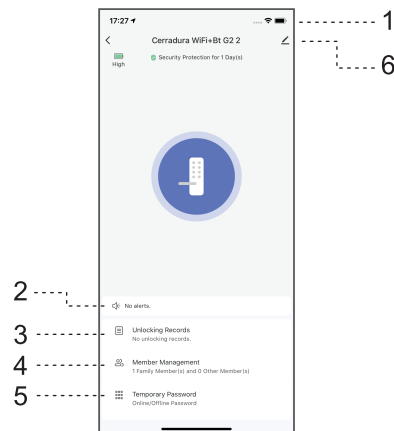 17:27
1
Cerradura WiFi+Bt G2 2
6
High
Security Protection for 1 Day(s)
2
No alerts.
3
Unlocking Records
No unlocking records.
4
Member Management
1 Family Member(s) and 0 Other Member(s)
5
Temporary Password
Online/Offline Password